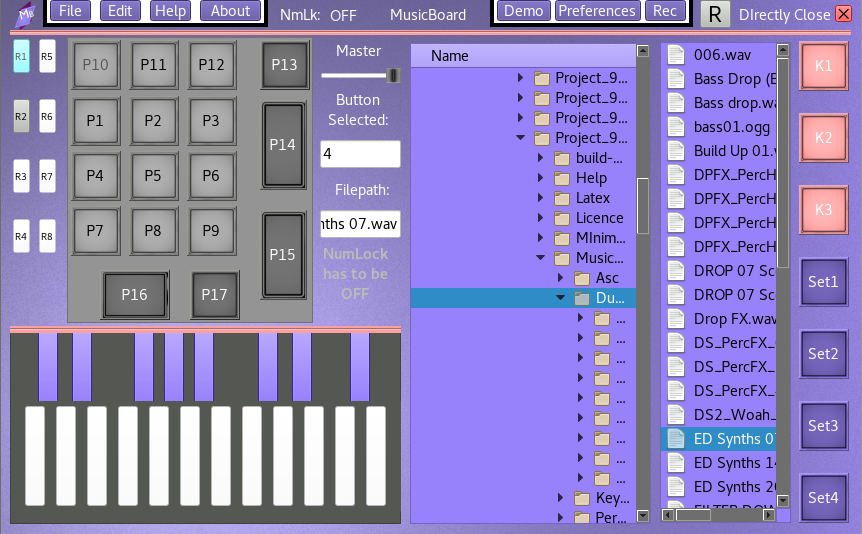 MB
File Edit Help About
NmLk: OFF MusicBoard
Demo Preferences Rec
R DIrectly Close
R1 R5
R2 R6
R3 R7
R4 R8
P10 P11 P12 P13
P1 P2 P3 P14
P4 P5 P6
P7 P8 P9 P15
P16 P17
Master
Button
Selected:
4
Filepath:
nths 07.wav
NumLock
has to be
OFF
Name
Project_9...
Project_9...
Project_9...
Project_9...
build-...
Help
Latex
Licence
MInim...
Music...
Asc
Du...
...
...
...
...
...
...
...
...
...
Key...
Per...
006.wav
Bass Drop (E
Bass drop.wa
bass01.ogg
Build Up 01.
DPFX_PercH
DPFX_PercH
DPFX_PercH
DPFX_PercH
DROP 07 Sc
DROP 07 Sc
Drop FX.wav
DS_PercFX_
DS_PercFX_
DS_PercFX_
DS2_Woah_
ED Synths 07
ED Synths 14
ED Synths 20
K1
K2
K3
Set1
Set2
Set3
Set4